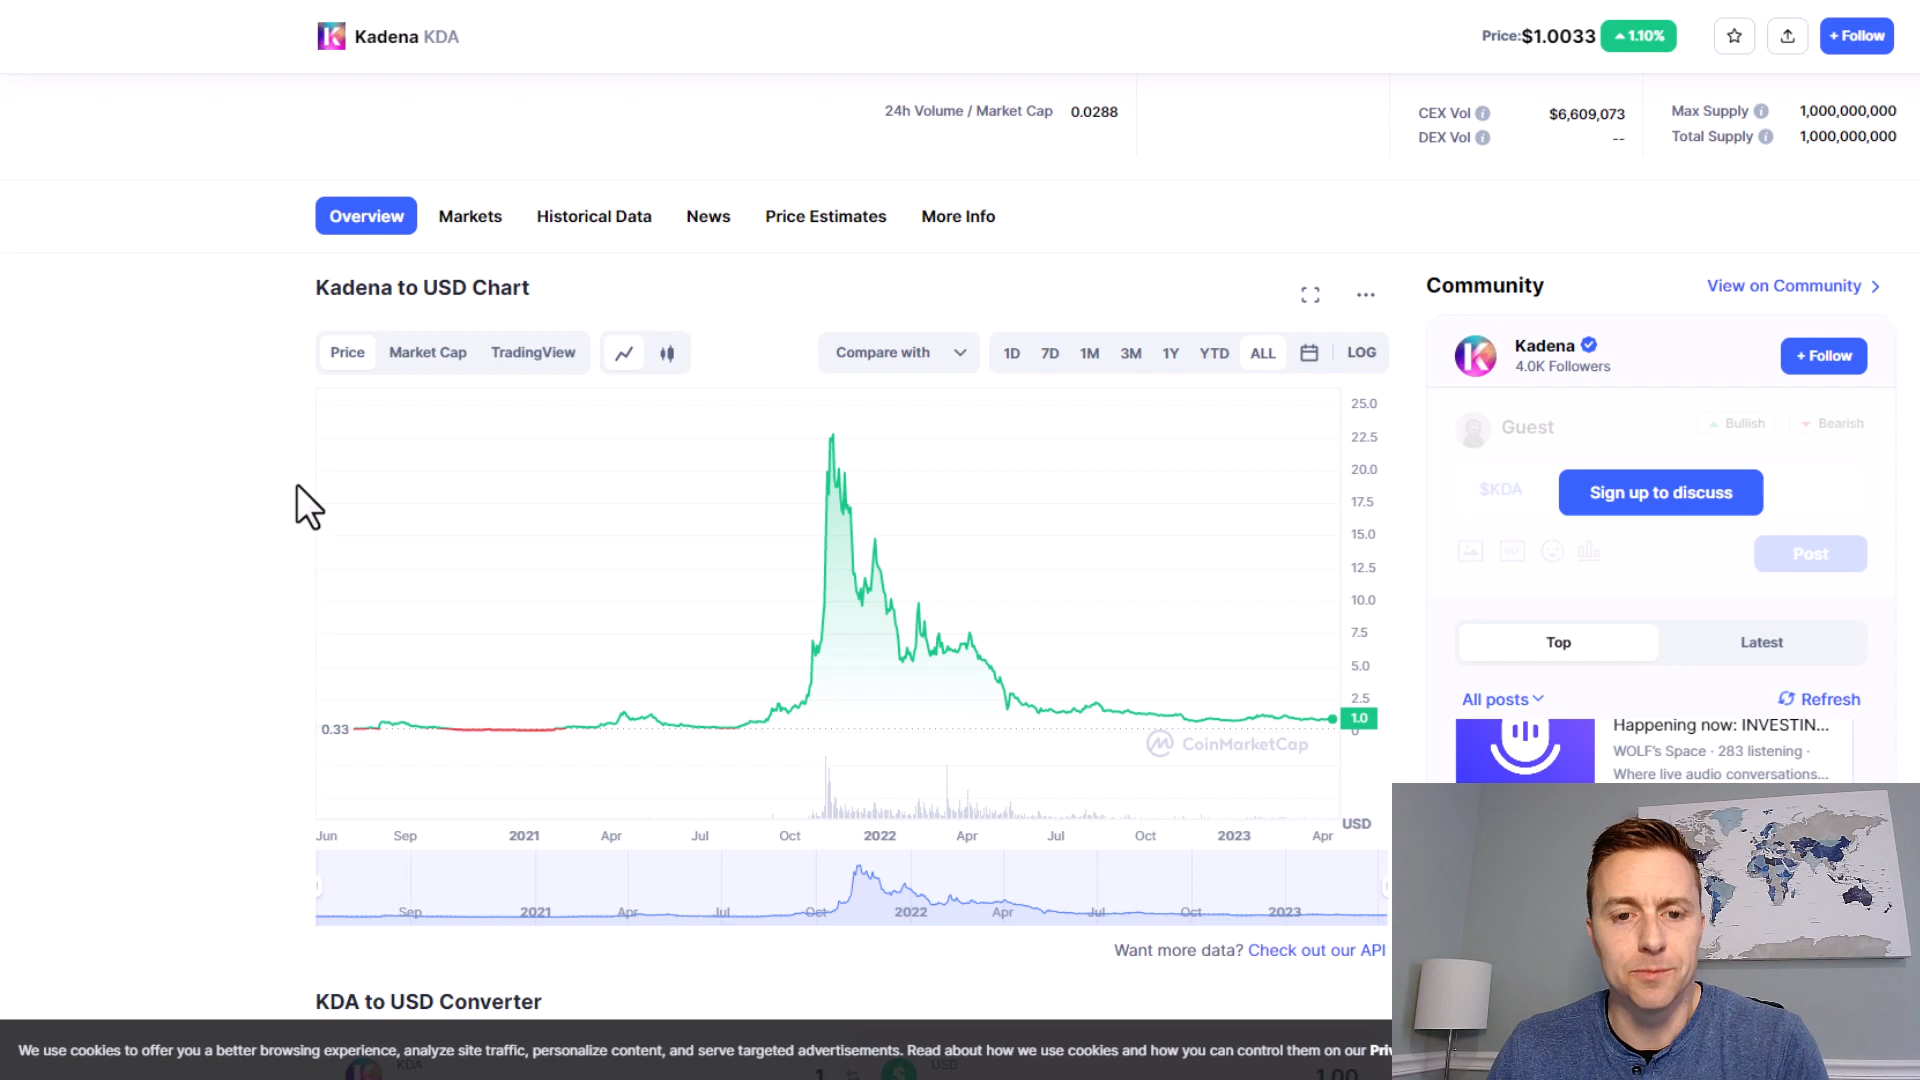 Kadena KDA
Price:$1.0033 1.10%
+ Follow
24h Volume / Market Cap 0.0288
CEX Vol $6,609,073
DEX Vol --
Max Supply 1,000,000,000
Total Supply 1,000,000,000
Overview Markets Historical Data News Price Estimates More Info
Kadena to USD Chart
Price Market Cap TradingView
Compare with
1D 7D 1M 3M 1Y YTD ALL LOG
25.0
22.5
20.0
17.5
15.0
12.5
10.0
7.5
5.0
2.5
1.0
0
0.33
CoinMarketCap
USD
Jun Sep 2021 Apr Jul Oct 2022 Apr Jul Oct 2023 Apr
Sep 2021 Apr Jul Oct 2022 Apr Jul Oct 2023
Want more data? Check out our API
KDA to USD Converter
Community View on Community
Kadena
4.0K Followers
+ Follow
Guest Bullish Bearish
$KDA
Sign up to discuss
GIF
Post
Top Latest
All posts Refresh
Happening now: INVESTIN...
WOLF's Space · 283 listening ·
Where live audio conversations...
We use cookies to offer you a better browsing experience, analyze site traffic, personalize content, and serve targeted advertisements. Read about how we use cookies and how you can control them on our
KDA 1 USD 1.00